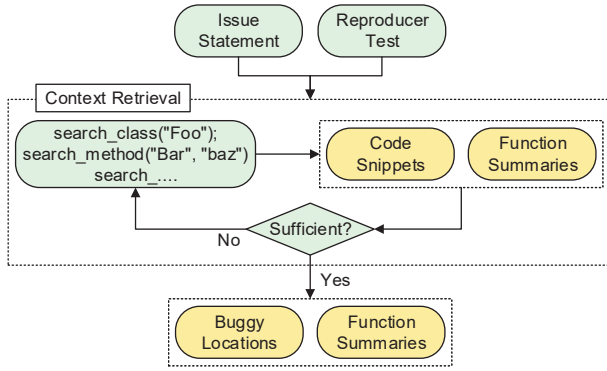 Issue
Statement
Reproducer
Test
Context Retrieval
search_class("Foo");
search_method("Bar", "baz")
search_....
Code
Snippets
Function
Summaries
Sufficient?
No
Yes
Buggy
Locations
Function
Summaries